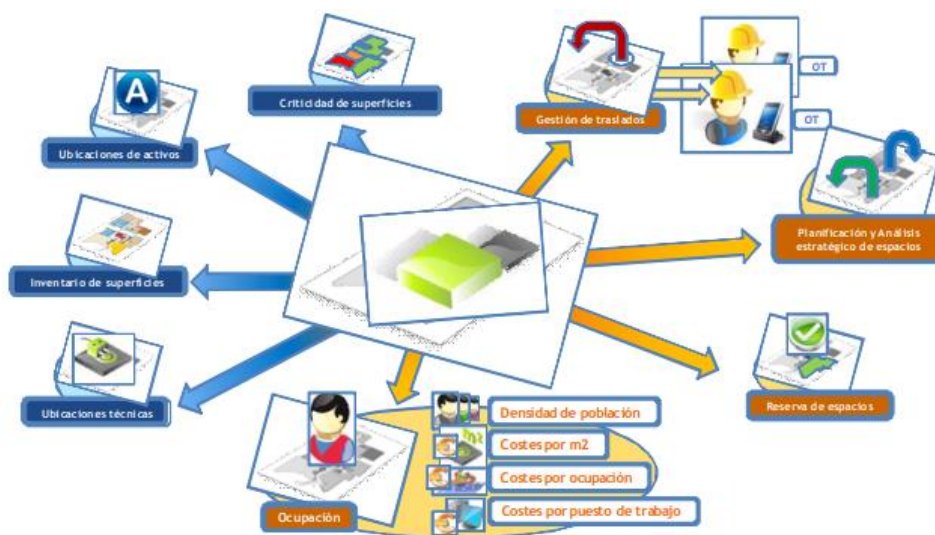 Criticidad de superficies
Gestión de traslados
OT
OT
A
Ubicaciones de activos
Planificación y Análisis
estratégico de espacios
Inventario de superficies
Ubicaciones técnicas
Reserva de espacios
Densidad de población
m2
Costes por m2
Costes por ocupación
Costes por puesto de trabajo
Ocupación